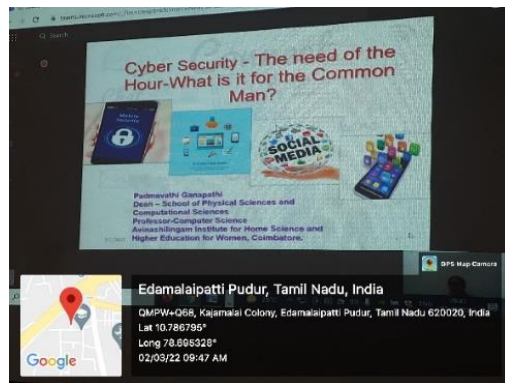 Search
Cyber Security - The need of the
Hour-What is it for the Common
Man?
SOCIAL
MEDIA
Padmavathi Ganapathi
Dean – School of Physical Sciences and
Computational Sciences
Professor-Computer Science
Avinashilingam Institute for Home Science and
Higher Education for Women, Coimbatore.
GPS Map Camera
Edamalaipatti Pudur, Tamil Nadu, India
QMPW+Q68, Kajamalai Colony, Edamalaipatti Pudur, Tamil Nadu 620020, India
Lat 10.786795°
Long 78.695328°
02/03/22 09:47 AM
Google